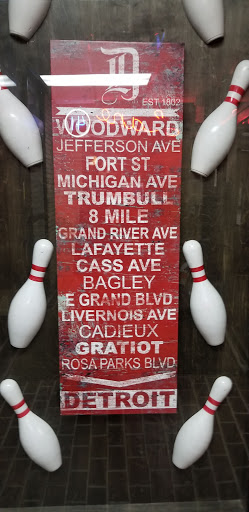 D
EST 1802
WOODWARD
JEFFERSON AVE
FORT ST
MICHIGAN AVE
TRUMBULL
8 MILE
GRAND RIVER AVE
LAFAYETTE
CASS AVE
BAGLEY
E GRAND BLVD
LIVERNOIS AVE
CADIEUX
GRATIOT
ROSA PARKS BLVD
DETROIT